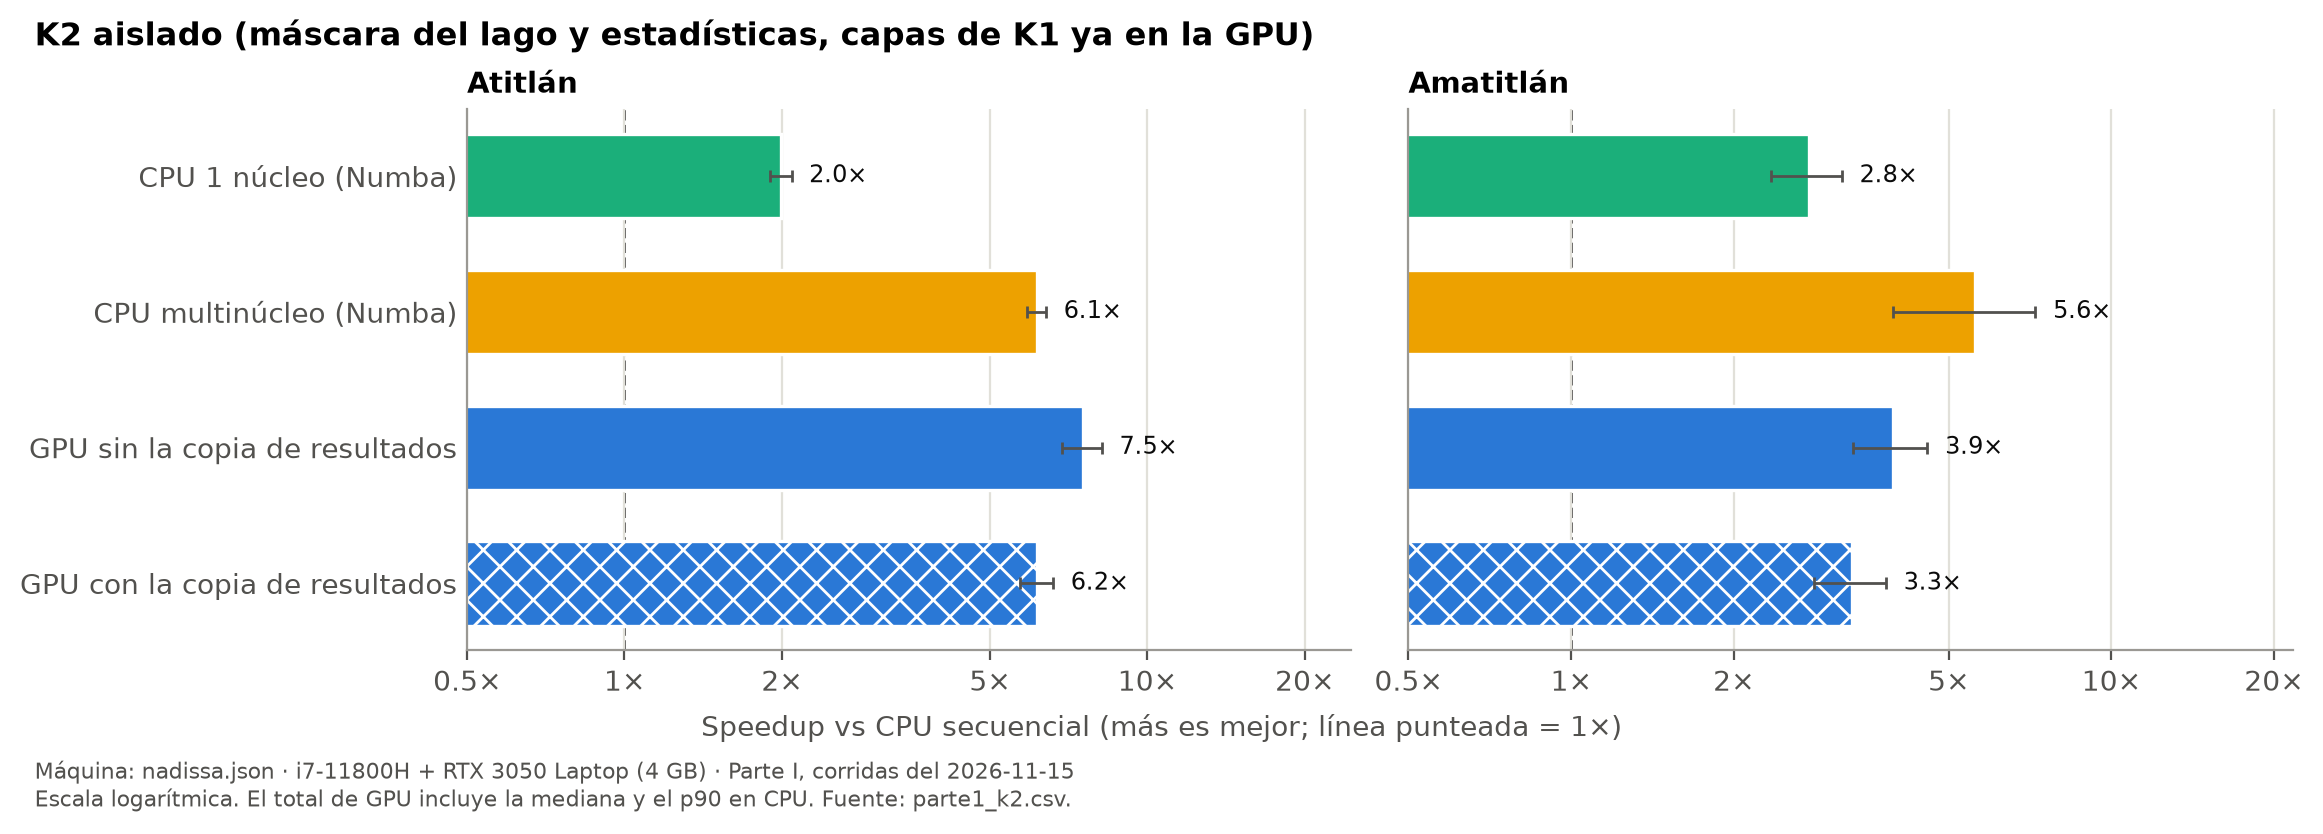 K2 aislado (máscara del lago y estadísticas, capas de K1 ya en la GPU)
Atitlán
Amatitlán
CPU 1 núcleo (Numba)
2.0×
2.8×
CPU multinúcleo (Numba)
6.1×
5.6×
GPU sin la copia de resultados
7.5×
3.9×
GPU con la copia de resultados
6.2×
3.3×
0.5× 1× 2× 5× 10× 20×
0.5× 1× 2× 5× 10× 20×
Speedup vs CPU secuencial (más es mejor; línea punteada = 1×)
Máquina: nadissa.json · i7-11800H + RTX 3050 Laptop (4 GB) · Parte I, corridas del 2026-11-15
Escala logarítmica. El total de GPU incluye la mediana y el p90 en CPU. Fuente: parte1_k2.csv.